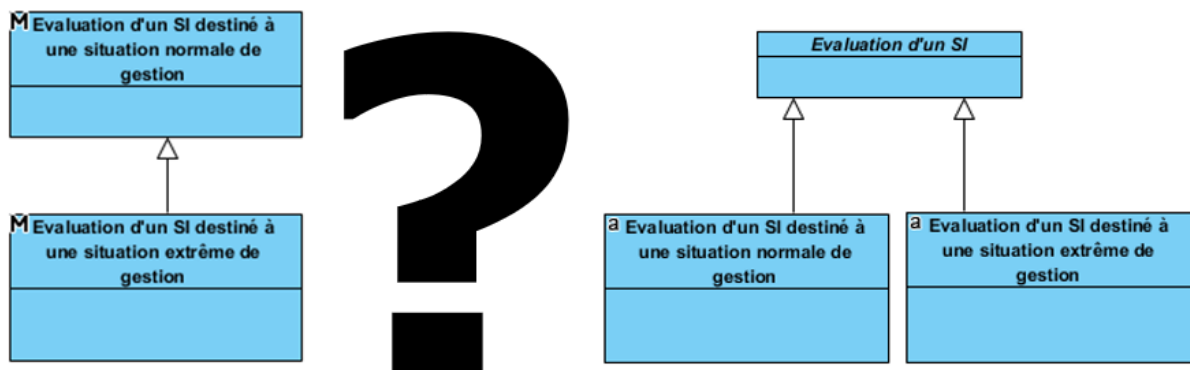 M Evaluation d'un SI destiné à
une situation normale de
gestion
M Evaluation d'un SI destiné à
une situation extrême de
gestion
?
Evaluation d'un SI
a Evaluation d'un SI destiné à
une situation normale de
gestion
a Evaluation d'un SI destiné à
une situation extrême de
gestion